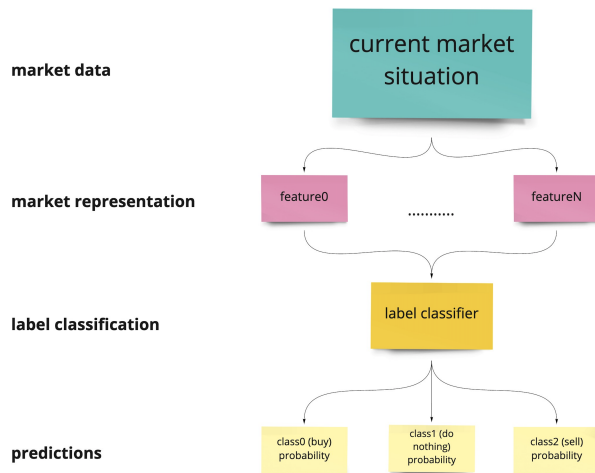 current market
situation
market data
market representation
feature0
...........
featureN
label classification
label classifier
predictions
class0 (buy)
probability
class1 (do
nothing)
probability
class2 (sell)
probability